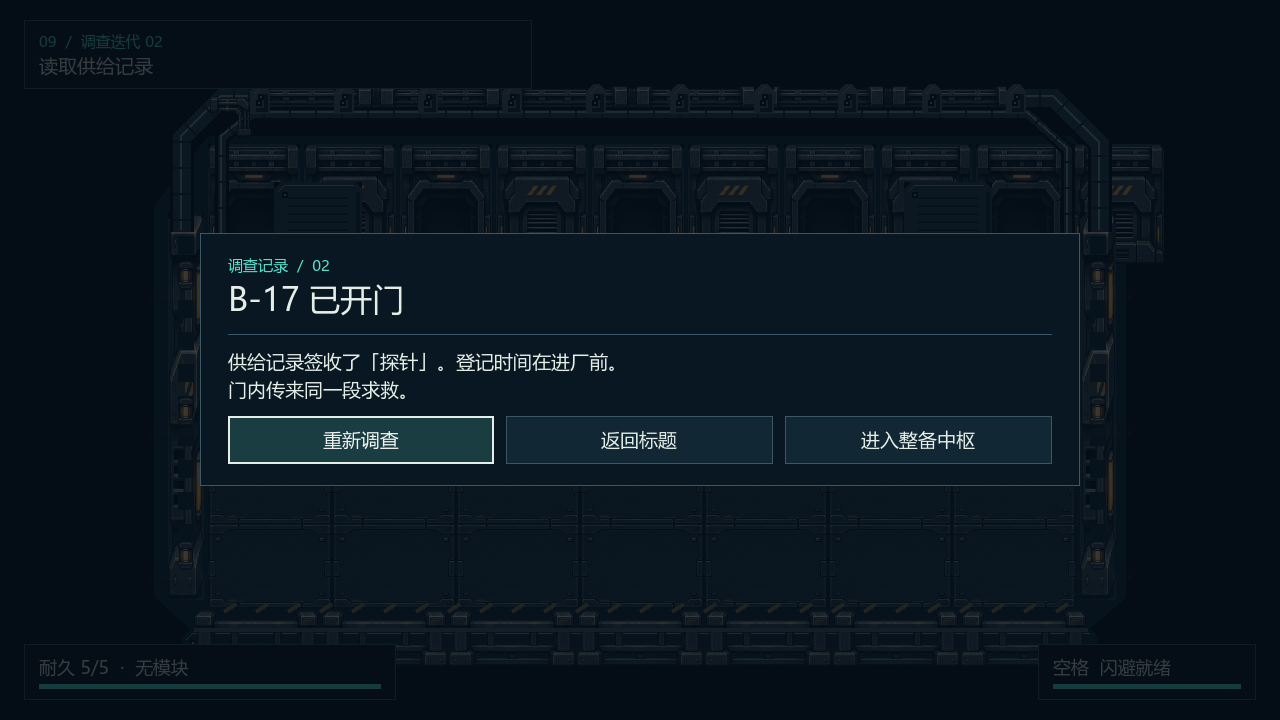 09 / 调查迭代 02
读取供给记录
调查记录 / 02
B-17 已开门
供给记录签收了「探针」。登记时间在进厂前。
门内传来同一段求救。
重新调查
返回标题
进入整备中枢
耐久 5/5 · 无模块
空格 闪避就绪